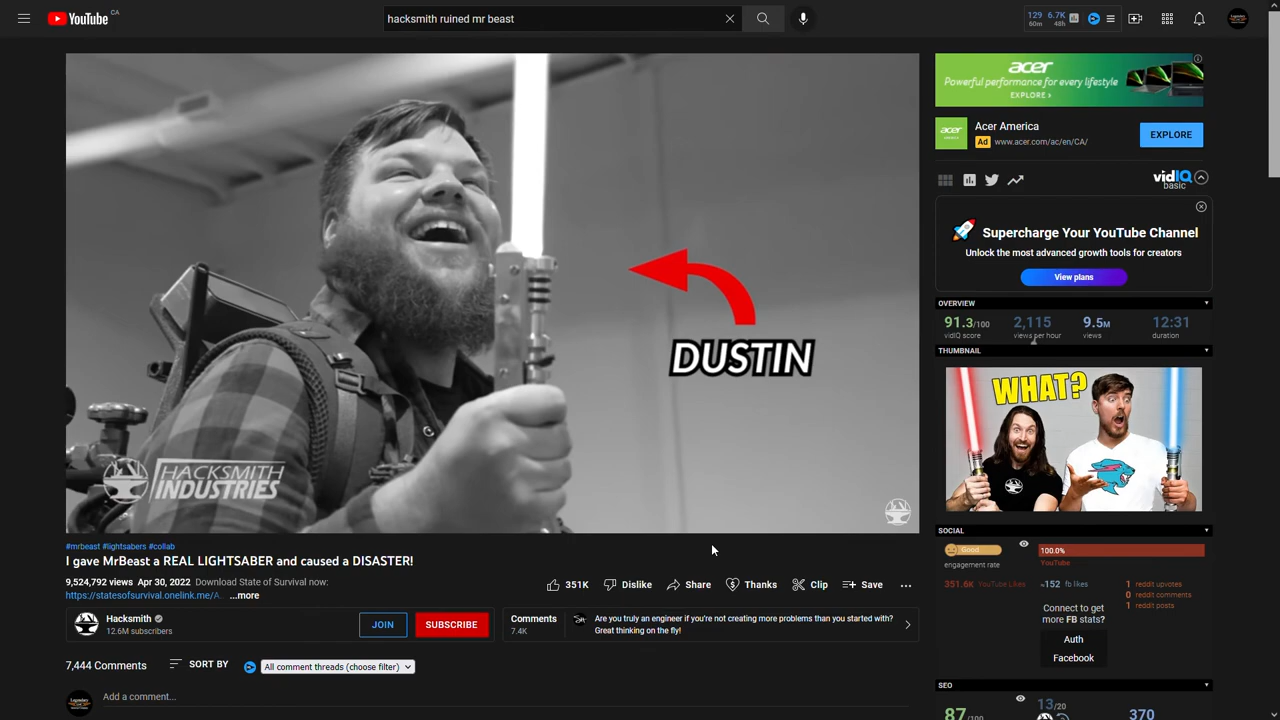 YouTube CA
hacksmith ruined mr beast
129 6.7K
60m 48h
DUSTIN
HACKSMITH
INDUSTRIES
#mrbeast #lightsabers #collab
I gave MrBeast a REAL LIGHTSABER and caused a DISASTER!
9,524,792 views Apr 30, 2022 Download State of Survival now:
https://statesofsurvival.onelink.me/A... ...more
351K Dislike Share Thanks Clip Save
Hacksmith
12.6M subscribers
JOIN SUBSCRIBE
Comments
7.4K
Are you truly an engineer if you're not creating more problems than you started with?
Great thinking on the fly!
7,444 Comments SORT BY All comment threads (choose filter)
Add a comment...
acer
Powerful performance for every lifestyle
EXPLORE >
acer
Acer America
Ad www.acer.com/ac/en/CA/
EXPLORE
vidIQ
basic
Supercharge Your YouTube Channel
Unlock the most advanced growth tools for creators
View plans
OVERVIEW
91.3/100 2,115 9.5M 12:31
vidIQ score views per hour views duration
THUMBNAIL
WHAT?
SOCIAL
Good
engagement rate
100.0%
YouTube
351.6K YouTube Likes
152 fb likes
1 reddit upvotes
0 reddit comments
1 reddit posts
Connect to get
more FB stats?
Auth
Facebook
SEO
87/100
13/20
370